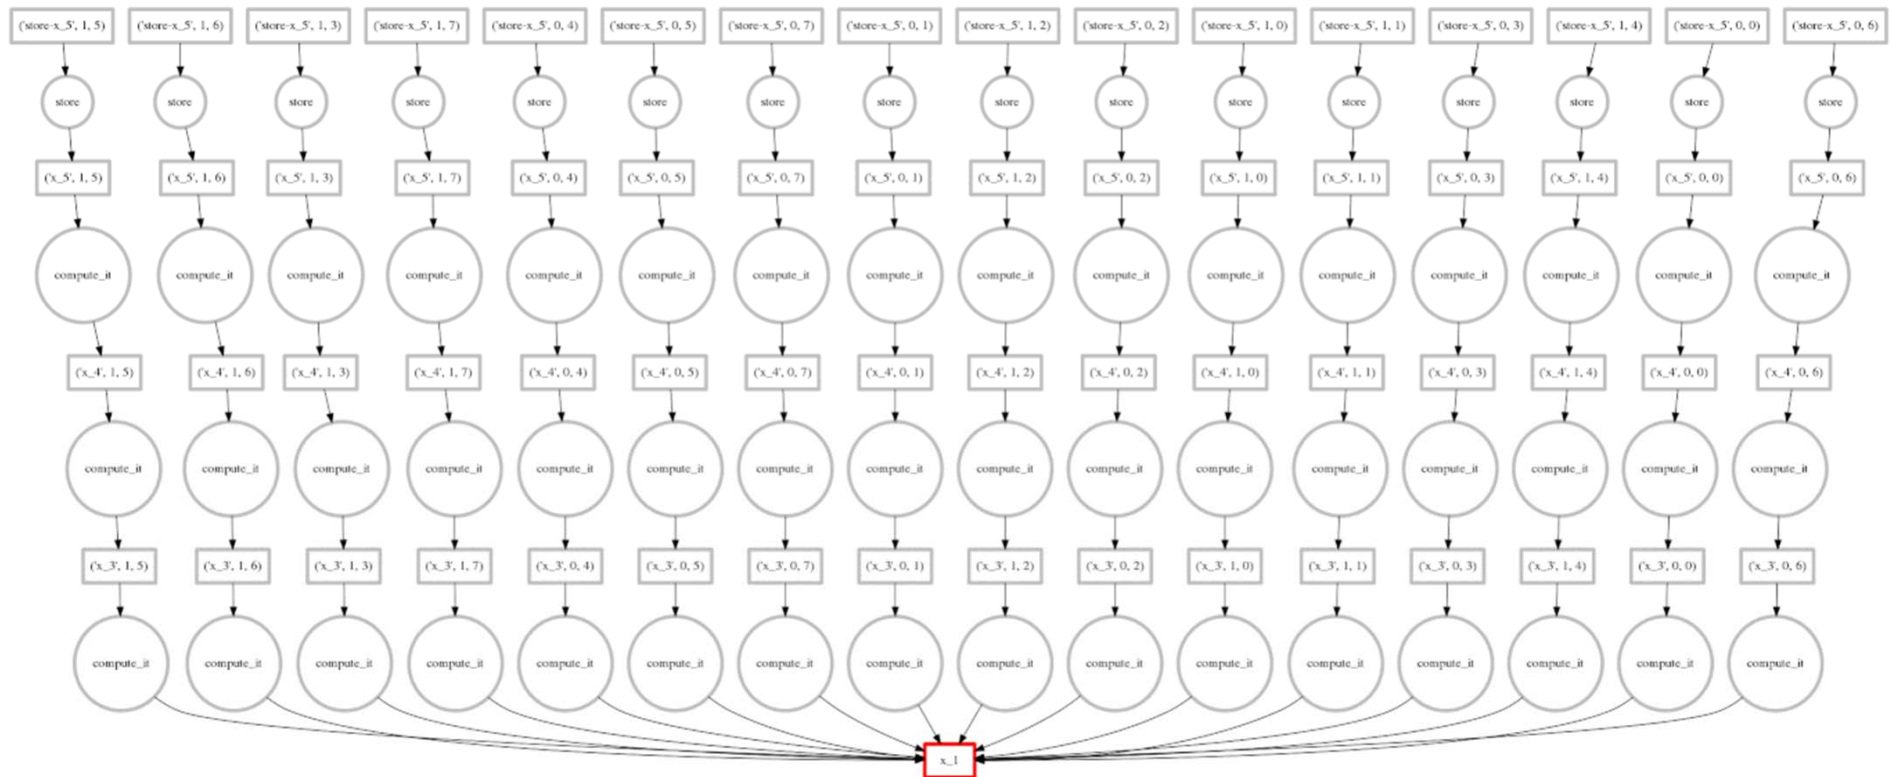 ('store-x_5', 1, 5) ('store-x_5', 1, 6) ('store-x_5', 1, 3) ('store-x_5', 1, 7) ('store-x_5', 0, 4) ('store-x_5', 0, 5) ('store-x_5', 0, 7) ('store-x_5', 0, 1) ('store-x_5', 1, 2) ('store-x_5', 0, 2) ('store-x_5', 1, 0) ('store-x_5', 1, 1) ('store-x_5', 0, 3) ('store-x_5', 1, 4) ('store-x_5', 0, 0) ('store-x_5', 0, 6)
store store store store store store store store store store store store store store store store
('x_5', 1, 5) ('x_5', 1, 6) ('x_5', 1, 3) ('x_5', 1, 7) ('x_5', 0, 4) ('x_5', 0, 5) ('x_5', 0, 7) ('x_5', 0, 1) ('x_5', 1, 2) ('x_5', 0, 2) ('x_5', 1, 0) ('x_5', 1, 1) ('x_5', 0, 3) ('x_5', 1, 4) ('x_5', 0, 0) ('x_5', 0, 6)
compute_it compute_it compute_it compute_it compute_it compute_it compute_it compute_it compute_it compute_it compute_it compute_it compute_it compute_it compute_it compute_it
('x_4', 1, 5) ('x_4', 1, 6) ('x_4', 1, 3) ('x_4', 1, 7) ('x_4', 0, 4) ('x_4', 0, 5) ('x_4', 0, 7) ('x_4', 0, 1) ('x_4', 1, 2) ('x_4', 0, 2) ('x_4', 1, 0) ('x_4', 1, 1) ('x_4', 0, 3) ('x_4', 1, 4) ('x_4', 0, 0) ('x_4', 0, 6)
compute_it compute_it compute_it compute_it compute_it compute_it compute_it compute_it compute_it compute_it compute_it compute_it compute_it compute_it compute_it compute_it
('x_3', 1, 5) ('x_3', 1, 6) ('x_3', 1, 3) ('x_3', 1, 7) ('x_3', 0, 4) ('x_3', 0, 5) ('x_3', 0, 7) ('x_3', 0, 1) ('x_3', 1, 2) ('x_3', 0, 2) ('x_3', 1, 0) ('x_3', 1, 1) ('x_3', 0, 3) ('x_3', 1, 4) ('x_3', 0, 0) ('x_3', 0, 6)
compute_it compute_it compute_it compute_it compute_it compute_it compute_it compute_it compute_it compute_it compute_it compute_it compute_it compute_it compute_it compute_it
x_1